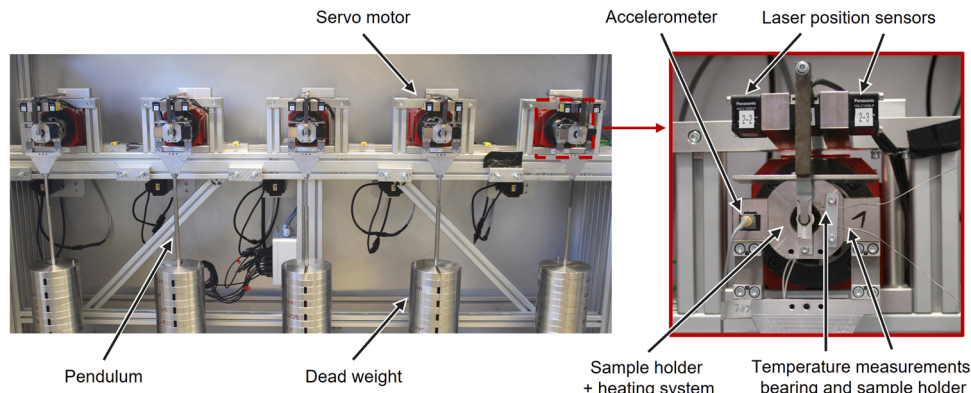 Servo motor
Accelerometer
Laser position sensors
Panasonic
Panasonic
2-2
2-3
1
Pendulum
Dead weight
Sample holder
+ heating system
Temperature measurements
bearing and sample holder